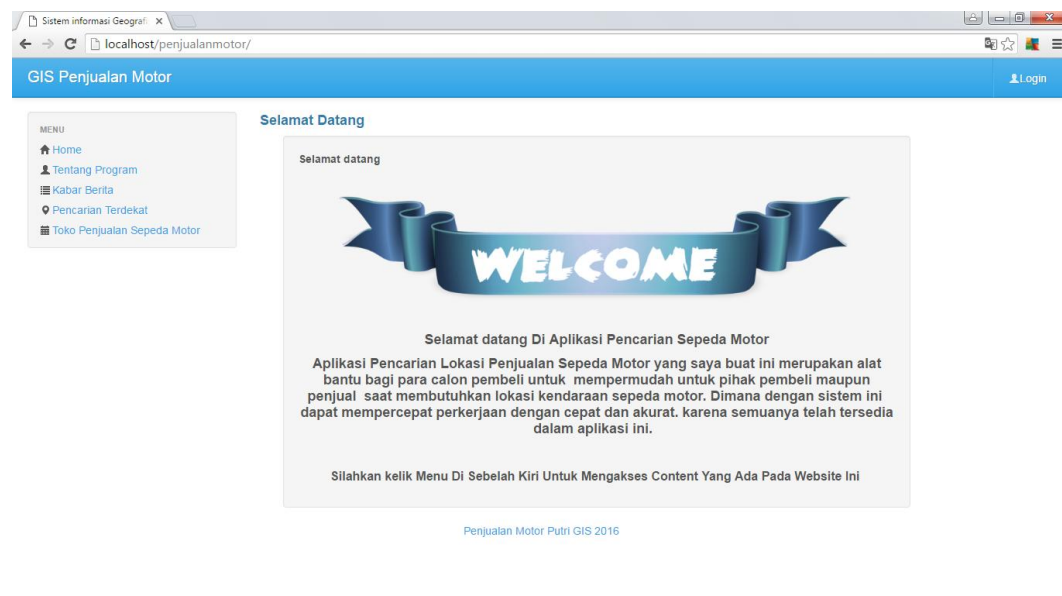 Sistem informasi Geografi
localhost/penjualanmotor/
GIS Penjualan Motor
Login
MENU
Home
Tentang Program
Kabar Berita
Pencarian Terdekat
Toko Penjualan Sepeda Motor
Selamat Datang
Selamat datang
WELCOME
Selamat datang Di Aplikasi Pencarian Sepeda Motor
Aplikasi Pencarian Lokasi Penjualan Sepeda Motor yang saya buat ini merupakan alat
bantu bagi para calon pembeli untuk mempermudah untuk pihak pembeli maupun
penjual saat membutuhkan lokasi kendaraan sepeda motor. Dimana dengan sistem ini
dapat mempercepat perkerjaan dengan cepat dan akurat. karena semuanya telah tersedia
dalam aplikasi ini.
Silahkan kelik Menu Di Sebelah Kiri Untuk Mengakses Content Yang Ada Pada Website Ini
Penjualan Motor Putri GIS 2016